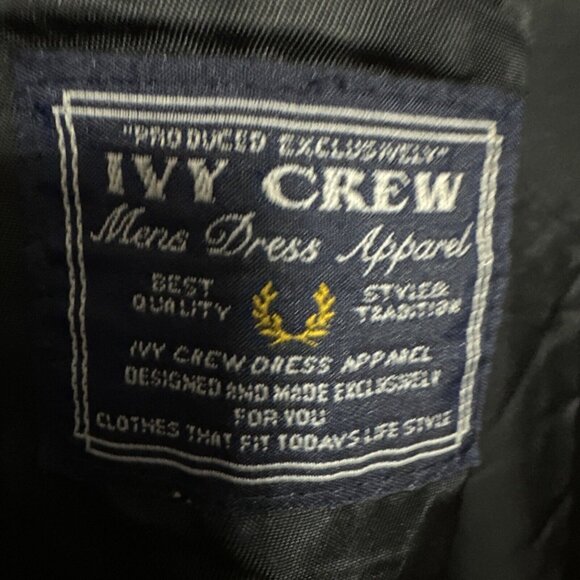 "PRODUCED EXCLUSIVELY"
IVY CREW
Mens Dress Apparel
BEST QUALITY
STYLE & TRADITION
IVY CREW DRESS APPAREL
DESIGNED AND MADE EXCLUSIVELY
FOR YOU
CLOTHES THAT FIT TODAYS LIFE STYLE